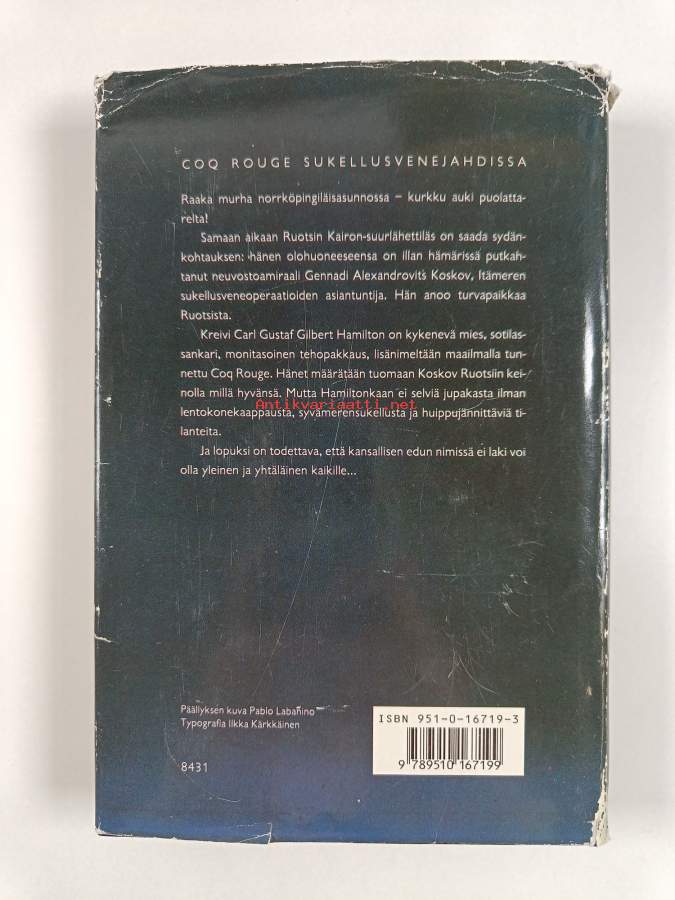 COQ ROUGE SUKELLUSVENEJAHDISSA
Raaka murha norrköpingiläisasunnossa – kurkku auki puolatta-
relta!
Samaan aikaan Ruotsin Kairon-suurlähettiläs on saada sydän-
kohtauksen: hänen olohuoneeseensa on illan hämärissä putkah-
tanut neuvostoamiraali Gennadi Alexandrovits Koskov, Itämeren
sukellusveneoperaatioiden asiantuntija. Hän anoo turvapaikkaa
Ruotsista.
Kreivi Carl Gustaf Gilbert Hamilton on kykenevä mies, sotilas-
sankari, monitasoinen tehopakkaus, lisänimeltään maailmalla tun-
nettu Coq Rouge. Hänet määrätään tuomaan Koskov Ruotsiin kei-
nolla millä hyvänsä. Mutta Hamiltonkaan ei selviä jupakasta ilman
lentokonekaappausta, syvämerensukellusta ja huippujännittäviä ti-
lanteita.
Antikvariaatti.net
Ja lopuksi on todettava, että kansallisen edun nimissä ei laki voi
olla yleinen ja yhtäläinen kaikille...
Päällyksen kuva Pablo Labañino
Typografia Ilkka Kärkkäinen
8431
ISBN 951-0-16719-3
9 789510 167199